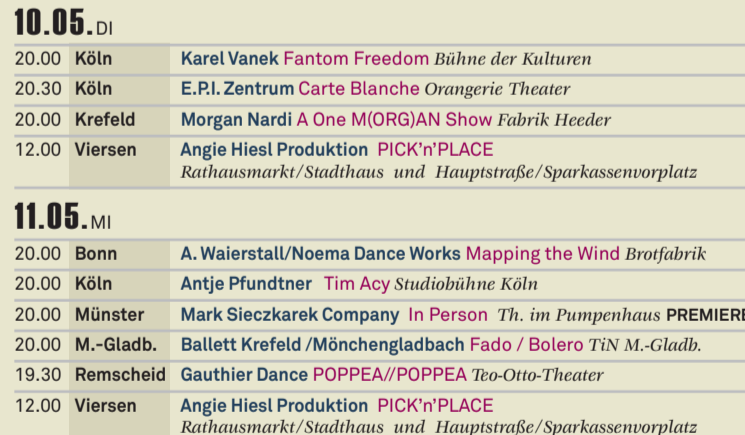 10.05.DI
20.00 Köln Karel Vanek Fantom Freedom Bühne der Kulturen
20.30 Köln E.P.I. Zentrum Carte Blanche Orangerie Theater
20.00 Krefeld Morgan Nardi A One M(ORG)AN Show Fabrik Heeder
12.00 Viersen Angie Hiesl Produktion PICK'n'PLACE
Rathausmarkt/Stadthaus und Hauptstraße/Sparkassenvorplatz
11.05.MI
20.00 Bonn A. Waierstall/Noema Dance Works Mapping the Wind Brotfabrik
20.00 Köln Antje Pfundtner Tim Acy Studiobühne Köln
20.00 Münster Mark Sieczkarek Company In Person Th. im Pumpenhaus PREMIERE
20.00 M.-Gladb. Ballett Krefeld /Mönchengladbach Fado / Bolero TiN M.-Gladb.
19.30 Remscheid Gauthier Dance POPPEA//POPPEA Teo-Otto-Theater
12.00 Viersen Angie Hiesl Produktion PICK'n'PLACE
Rathausmarkt/Stadthaus und Hauptstraße/Sparkassenvorplatz